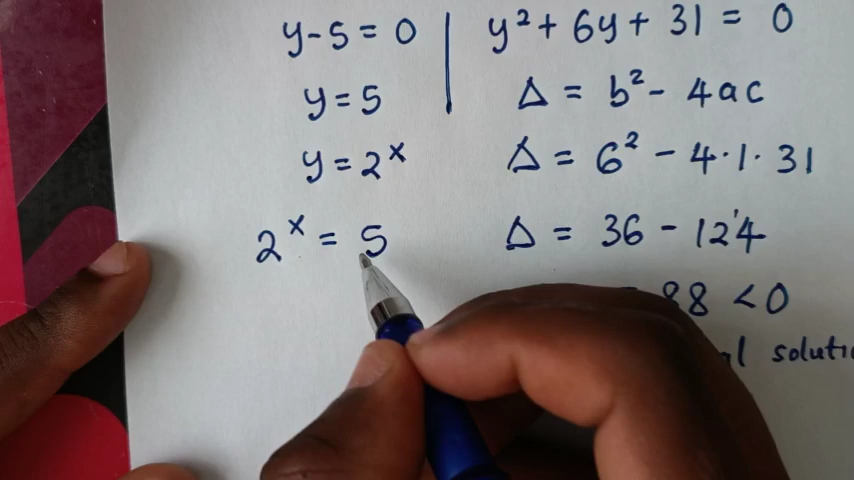 y-5=0
y=5
y=2ˣ
2ˣ = 5
y²+ 6y + 31 = 0
Δ = b²- 4ac
Δ = 6² - 4·1·31
Δ = 36 - 124
88 <0